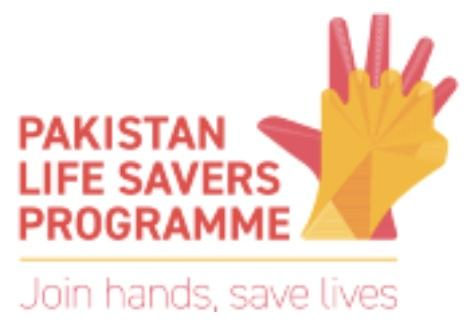 PAKISTAN
LIFE SAVERS
PROGRAMME
Join hands, save lives